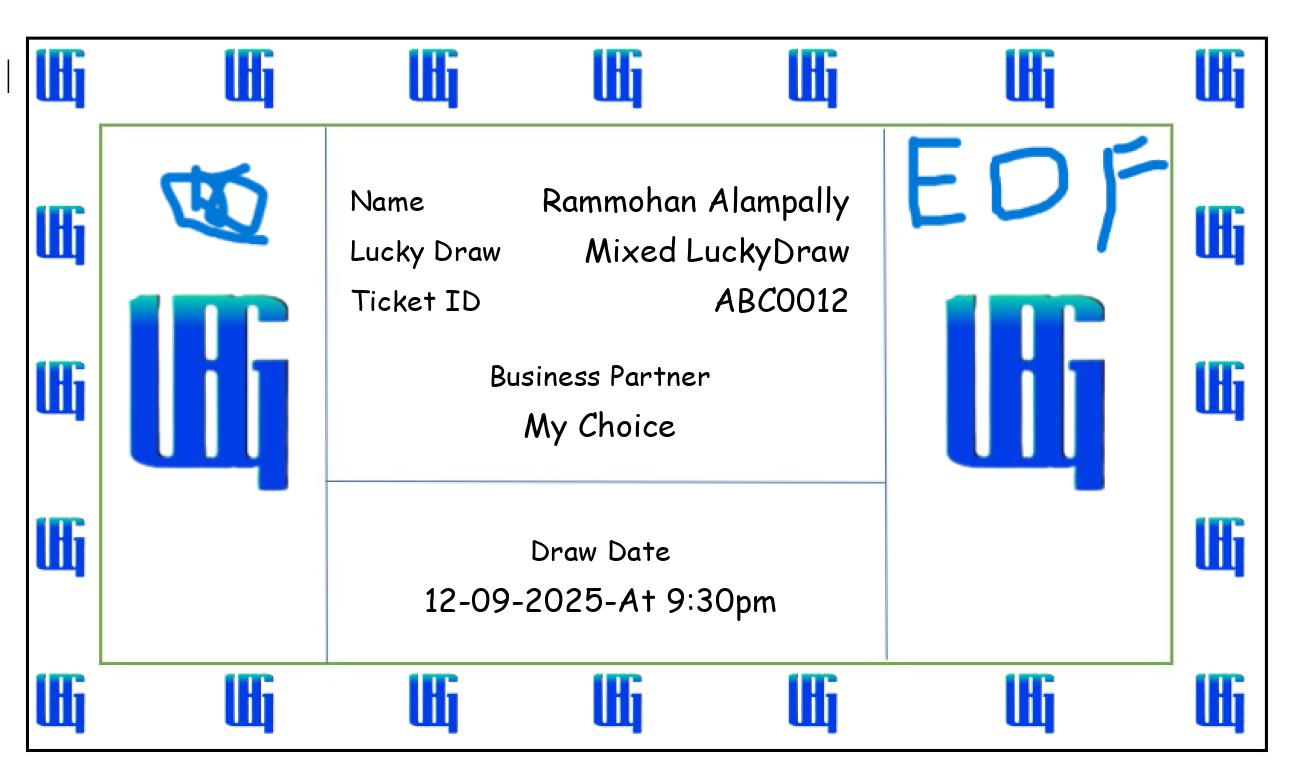 EDF
Name Rammohan Alampally
Lucky Draw Mixed LuckyDraw
Ticket ID ABC0012
Business Partner
My Choice
Draw Date
12-09-2025-At 9:30pm